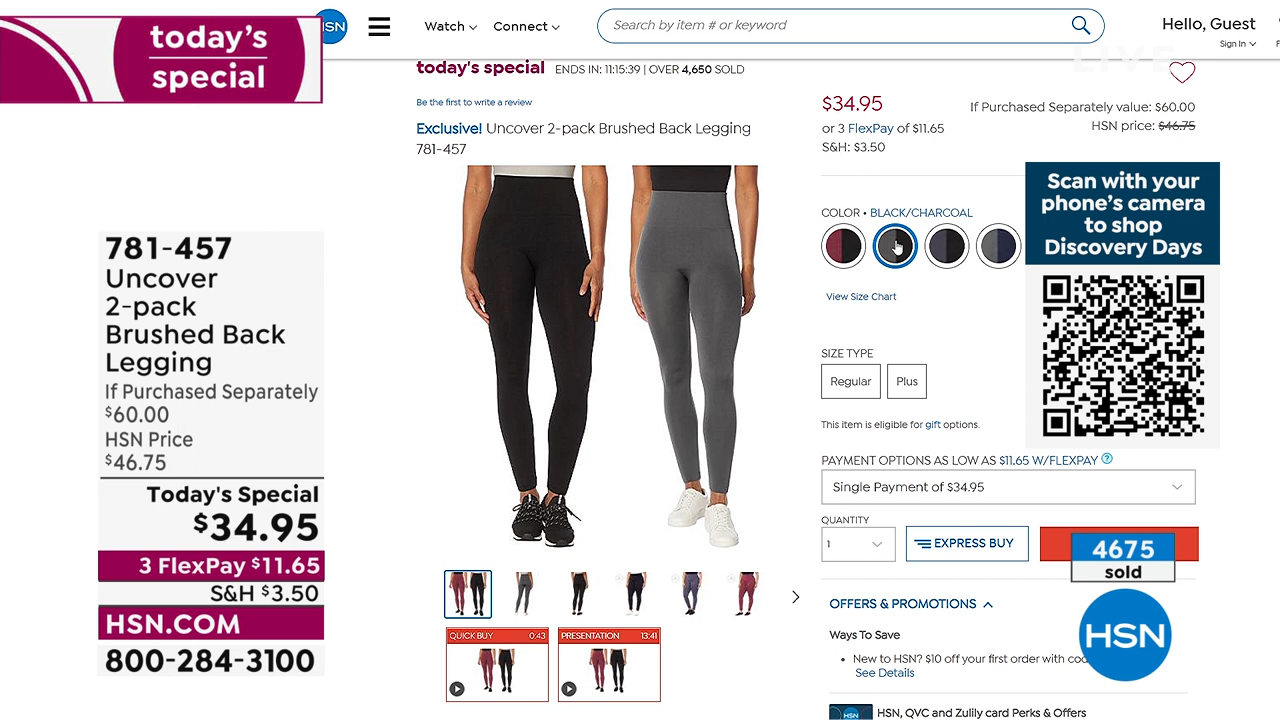 today's
special
HSN
Watch
Connect
Search by item # or keyword
Hello, Guest
Sign In
LIVE
today's special ENDS IN: 11:15:39 | OVER 4,650 SOLD
Be the first to write a review
Exclusive! Uncover 2-pack Brushed Back Legging
781-457
$34.95
or 3 FlexPay of $11.65
S&H: $3.50
If Purchased Separately value: $60.00
HSN price: $46.75
COLOR • BLACK/CHARCOAL
View Size Chart
SIZE TYPE
Regular
Plus
This item is eligible for gift options.
PAYMENT OPTIONS AS LOW AS $11.65 W/FLEXPAY ?
Single Payment of $34.95
QUANTITY
1
EXPRESS BUY
OFFERS & PROMOTIONS
Ways To Save
• New to HSN? $10 off your first order with
See Details
HSN
HSN, QVC and Zulily card Perks & Offers
QUICK BUY 0:43
PRESENTATION 13:41
Scan with your
phone's camera
to shop
Discovery Days
4675
sold
HSN
781-457
Uncover
2-pack
Brushed Back
Legging
If Purchased Separately
$60.00
HSN Price
$46.75
Today's Special
$34.95
3 FlexPay $11.65
S&H $3.50
HSN.COM
800-284-3100